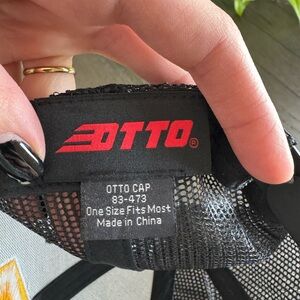 OTTO®
OTTO CAP
83-473
One Size Fits Most
Made in China